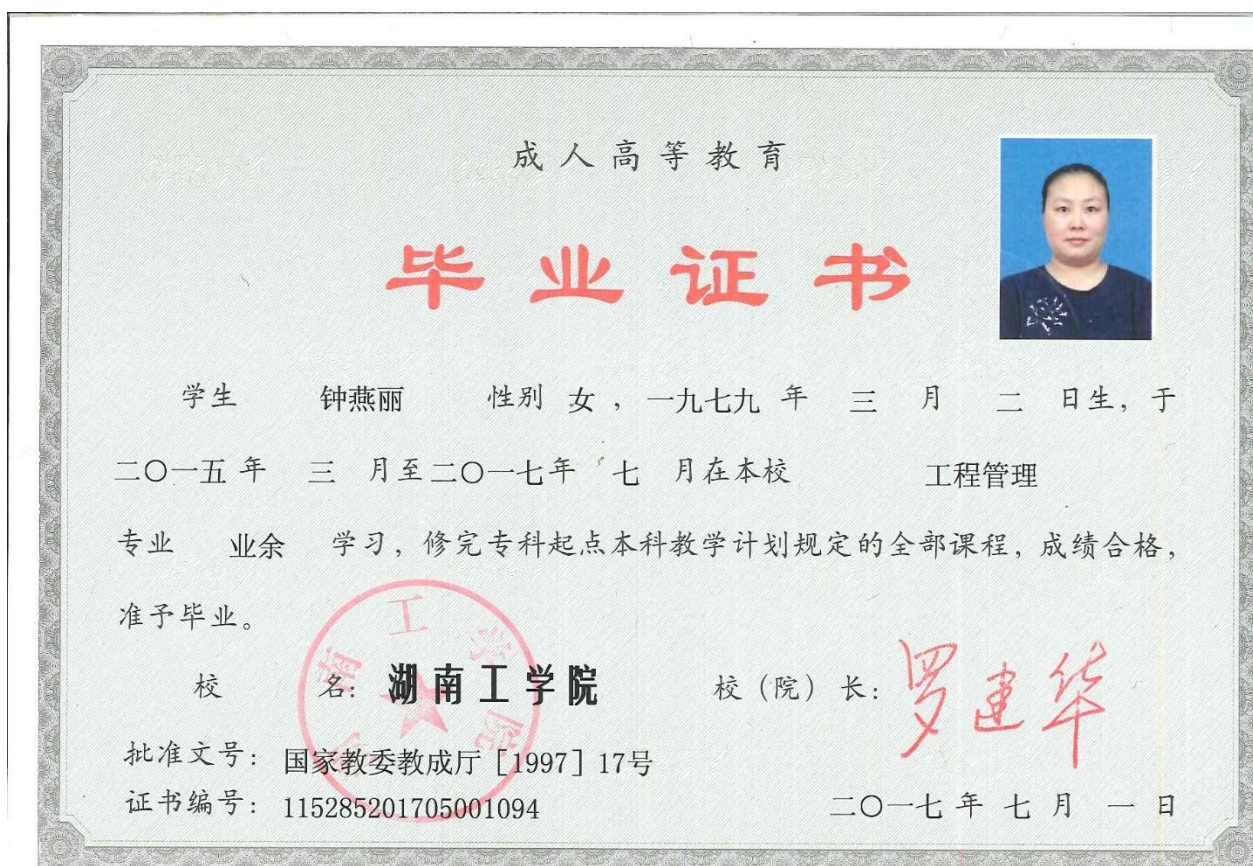 成人高等教育
毕业证书
学生 钟燕丽 性别 女，一九七九 年 三 月 二 日生，于
二〇一五 年 三 月至二〇一七年 七 月在本校 工程管理
专业 业余 学习，修完专科起点本科教学计划规定的全部课程，成绩合格，
准予毕业。
校 名：湖南工学院 校（院）长：罗建华
批准文号：国家教委教成厅［1997］17号
证书编号：115285201705001094 二〇一七 年 七 月 一 日
湖南工学院